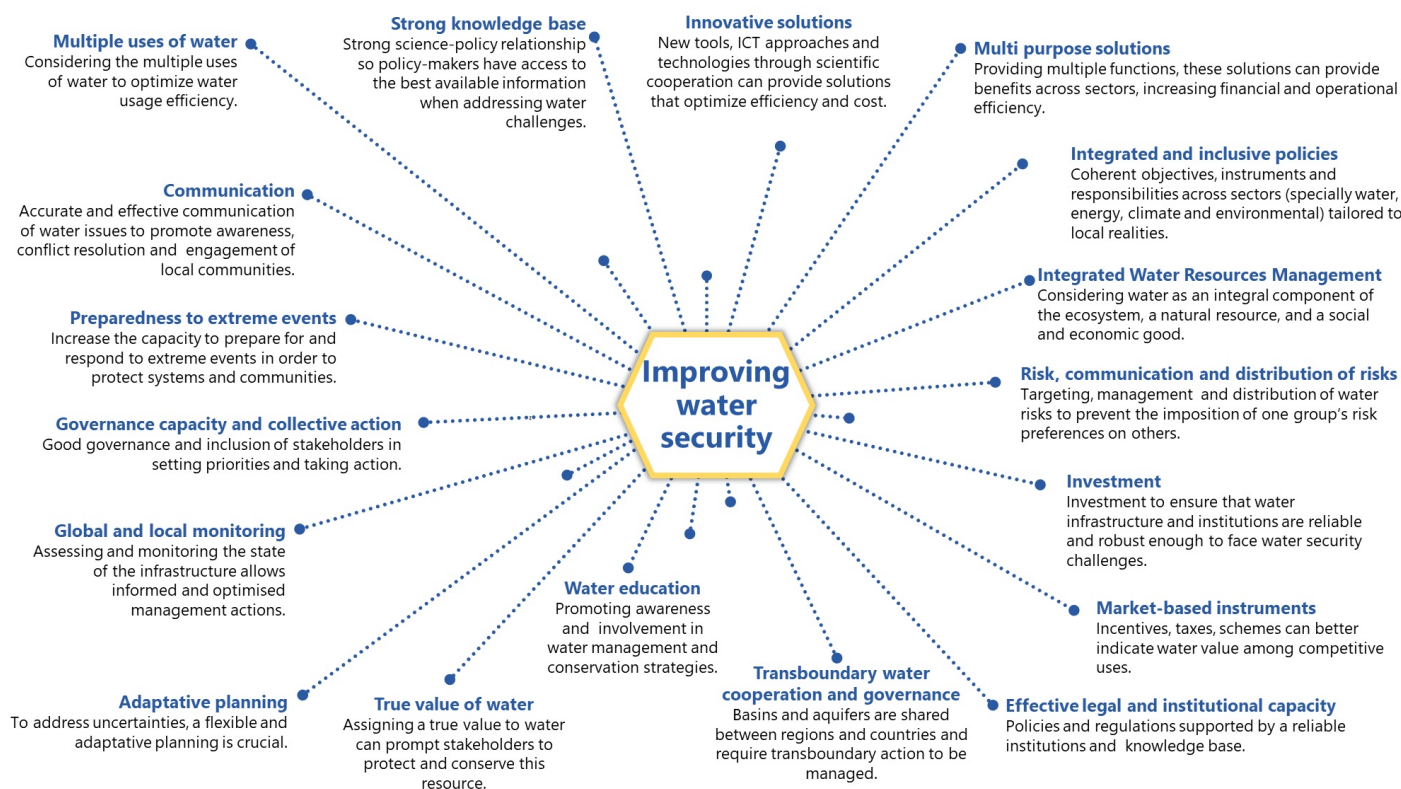 Strong knowledge base
Strong science-policy relationship
so policy-makers have access to
the best available information
when addressing water
challenges.
Innovative solutions
New tools, ICT approaches and
technologies through scientific
cooperation can provide solutions
that optimize efficiency and cost.
Multi purpose solutions
Providing multiple functions, these solutions can provide
benefits across sectors, increasing financial and operational
efficiency.
Integrated and inclusive policies
Coherent objectives, instruments and
responsibilities across sectors (specially water,
energy, climate and environmental) tailored to
local realities.
Integrated Water Resources Management
Considering water as an integral component of
the ecosystem, a natural resource, and a social
and economic good.
Risk, communication and distribution of risks
Targeting, management and distribution of water
risks to prevent the imposition of one group's risk
preferences on others.
Investment
Investment to ensure that water
infrastructure and institutions are reliable
and robust enough to face water security
challenges.
Market-based instruments
Incentives, taxes, schemes can better
indicate water value among competitive
uses.
Effective legal and institutional capacity
Policies and regulations supported by a reliable
institutions and knowledge base.
Transboundary water
cooperation and governance
Basins and aquifers are shared
between regions and countries and
require transboundary action to be
managed.
Water education
Promoting awareness
and involvement in
water management and
conservation strategies.
True value of water
Assigning a true value to water
can prompt stakeholders to
protect and conserve this
resource.
Adaptative planning
To address uncertainties, a flexible and
adaptative planning is crucial.
Global and local monitoring
Assessing and monitoring the state
of the infrastructure allows
informed and optimised
management actions.
Governance capacity and collective action
Good governance and inclusion of stakeholders in
setting priorities and taking action.
Preparedness to extreme events
Increase the capacity to prepare for and
respond to extreme events in order to
protect systems and communities.
Communication
Accurate and effective communication
of water issues to promote awareness,
conflict resolution and engagement of
local communities.
Multiple uses of water
Considering the multiple uses
of water to optimize water
usage efficiency.
Improving
water
security